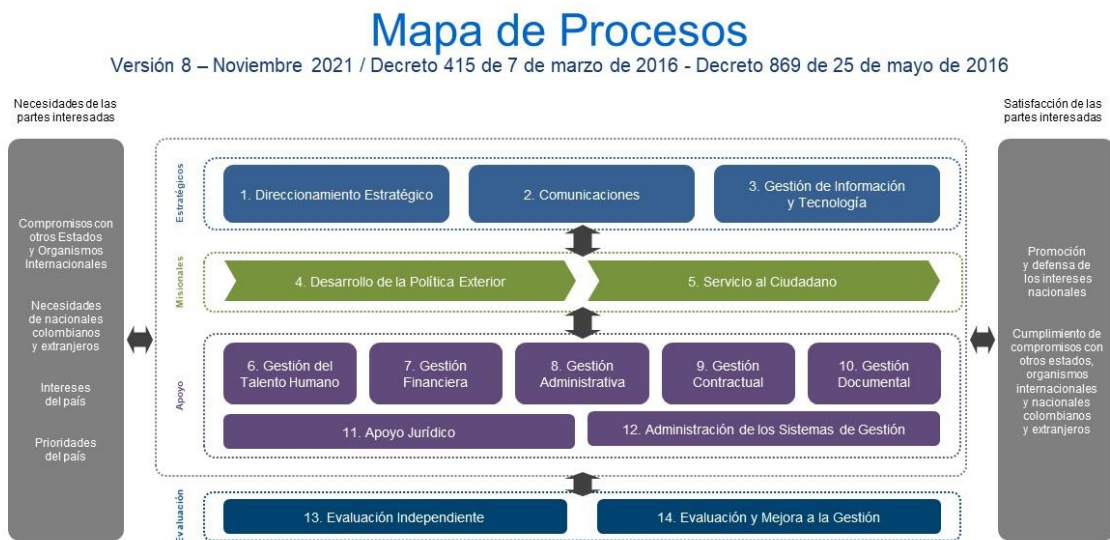 Mapa de Procesos
Versión 8 – Noviembre 2021 / Decreto 415 de 7 de marzo de 2016 - Decreto 869 de 25 de mayo de 2016
Necesidades de las
partes interesadas
Compromisos con
otros Estados
y Organismos
Internacionales
Necesidades
de nacionales
colombianos
y extranjeros
Intereses
del país
Prioridades
del país
Estratégicos
1. Direccionamiento Estratégico
2. Comunicaciones
3. Gestión de Información
y Tecnología
Misionales
4. Desarrollo de la Política Exterior
5. Servicio al Ciudadano
Apoyo
6. Gestión del
Talento Humano
7. Gestión
Financiera
8. Gestión
Administrativa
9. Gestión
Contractual
10. Gestión
Documental
11. Apoyo Jurídico
12. Administración de los Sistemas de Gestión
Evaluación
13. Evaluación Independiente
14. Evaluación y Mejora a la Gestión
Satisfacción de las
partes interesadas
Promoción
y defensa de
los intereses
nacionales
Cumplimiento de
compromisos con
otros estados,
organismos
internacionales
y nacionales
colombianos
y extranjeros